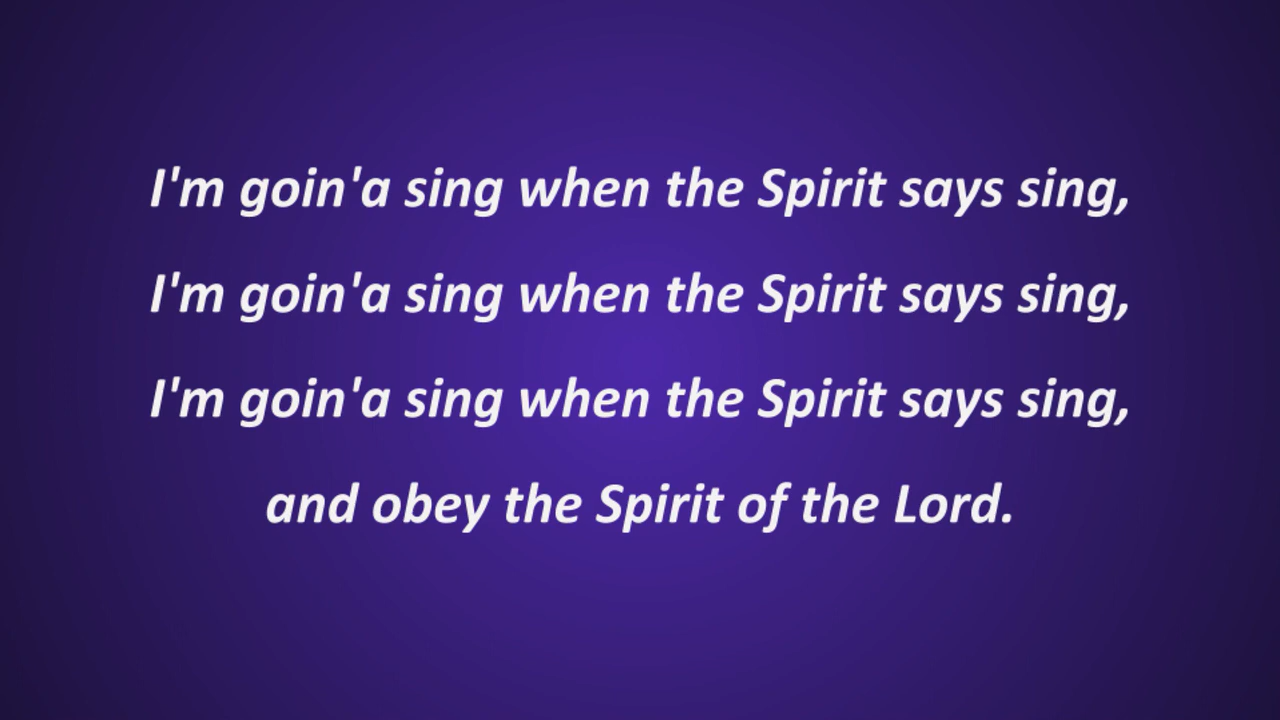 I'm goin'a sing when the Spirit says sing,
I'm goin'a sing when the Spirit says sing,
I'm goin'a sing when the Spirit says sing,
and obey the Spirit of the Lord.